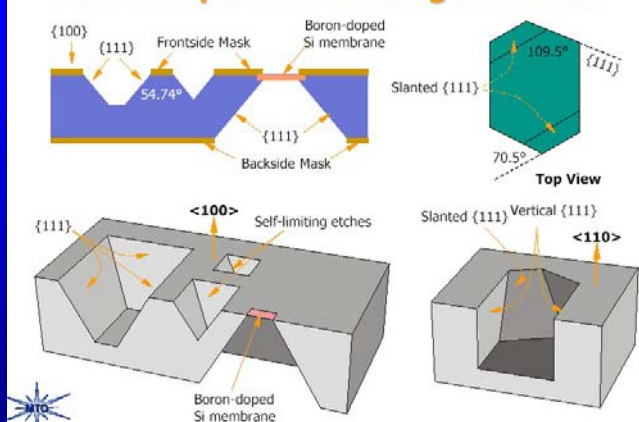 Boron-doped
Si membrane
{100}
{111}
Frontside Mask
54.74°
{111}
Backside Mask
109.5°
{111}
Slanted {111}
70.5°
Top View
<100>
{111}
Self-limiting etches
Boron-doped
Si membrane
Slanted {111}
Vertical {111}
<110>
MTO